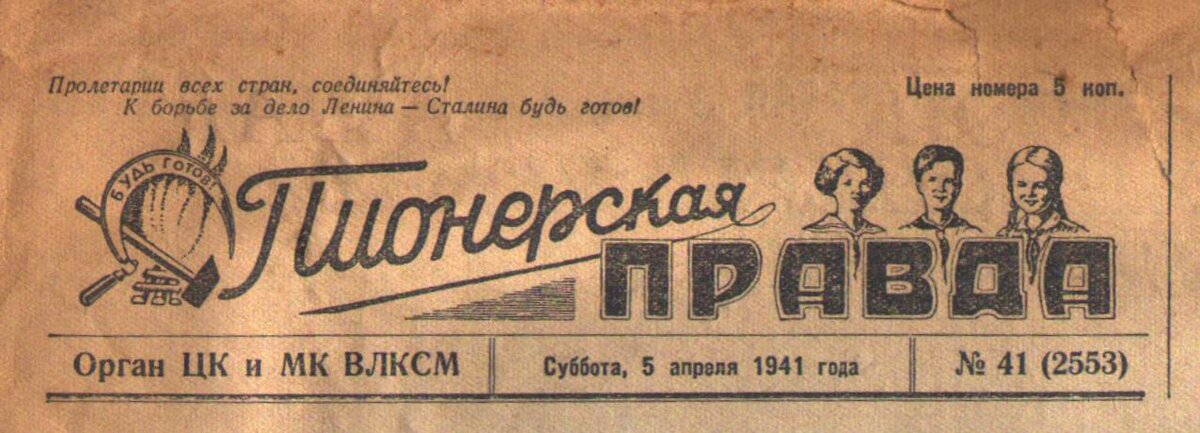 Пролетарии всех стран, соединяйтесь!
К борьбе за дело Ленина — Сталина будь готов!
Цена номера 5 коп.
БУДЬ ГОТОВ!
Пионерская
ПРАВДА
Орган ЦК и МК ВЛКСМ
Суббота, 5 апреля 1941 года
№ 41 (2553)